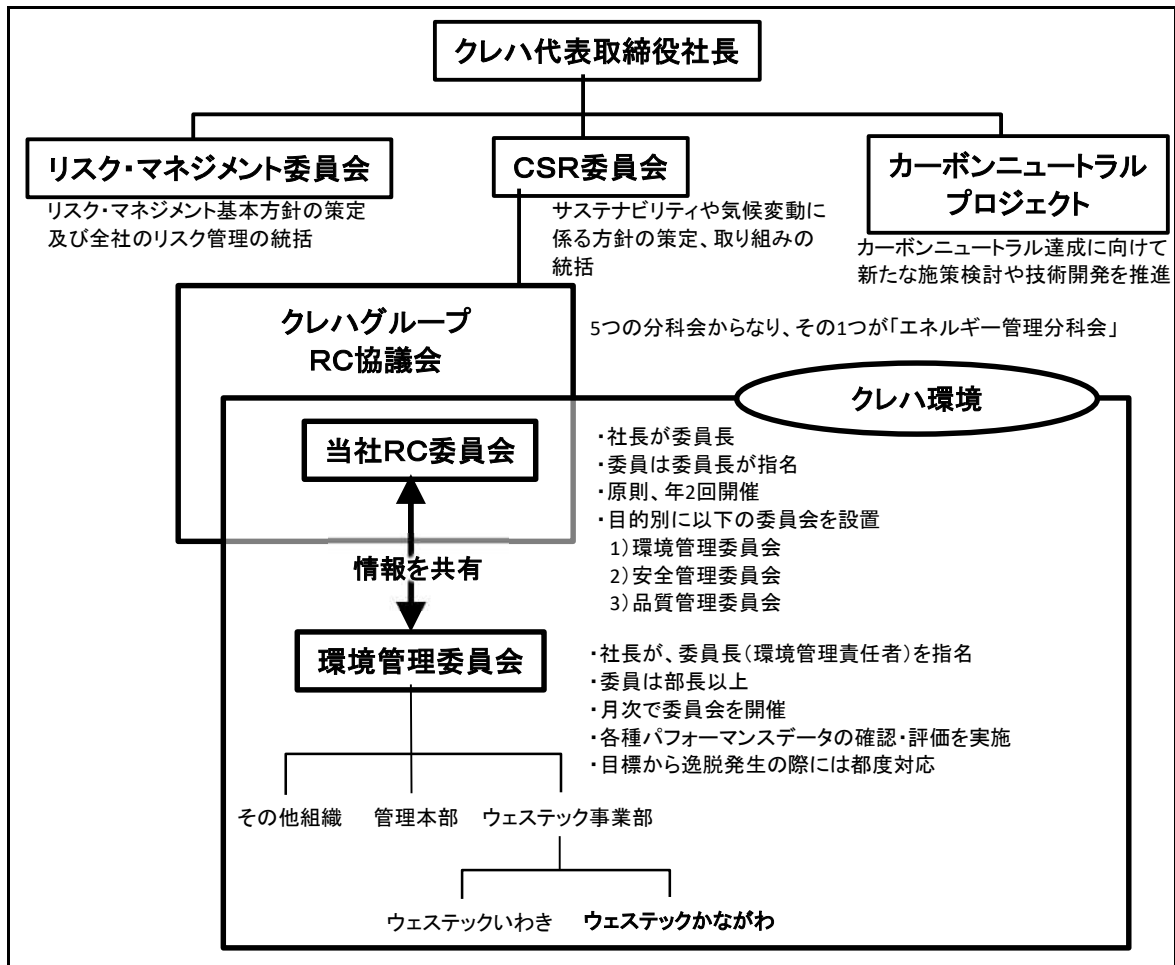 クレハ代表取締役社長
リスク・マネジメント委員会
リスク・マネジメント基本方針の策定
及び全社のリスク管理の統括
CSR委員会
サステナビリティや気候変動に
係る方針の策定、取り組みの
統括
カーボンニュートラル
プロジェクト
カーボンニュートラル達成に向けて
新たな施策検討や技術開発を推進
クレハグループ
RC協議会
5つの分科会からなり、その1つが「エネルギー管理分科会」
クレハ環境
当社RC委員会
・社長が委員長
・委員は委員長が指名
・原則、年2回開催
・目的別に以下の委員会を設置
1)環境管理委員会
2)安全管理委員会
3)品質管理委員会
情報を共有
環境管理委員会
・社長が、委員長(環境管理責任者)を指名
・委員は部長以上
・月次で委員会を開催
・各種パフォーマンスデータの確認・評価を実施
・目標から逸脱発生の際には都度対応
その他組織
管理本部
ウェステック事業部
ウェステックいわき
ウェステックかながわ